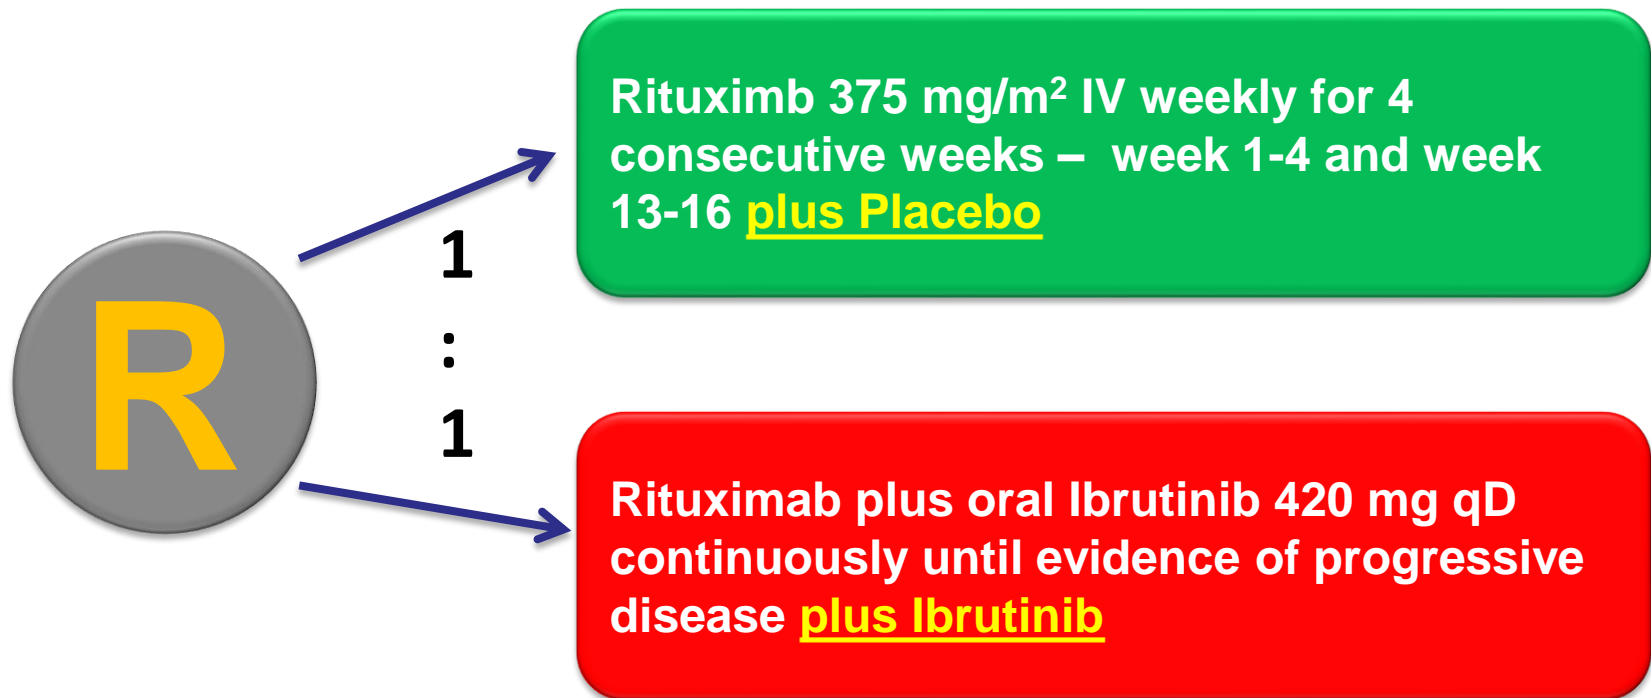 R
1
:
1
Rituximb 375 mg/m² IV weekly for 4
consecutive weeks – week 1-4 and week
13-16 plus Placebo
Rituximab plus oral Ibrutinib 420 mg qD
continuously until evidence of progressive
disease plus Ibrutinib